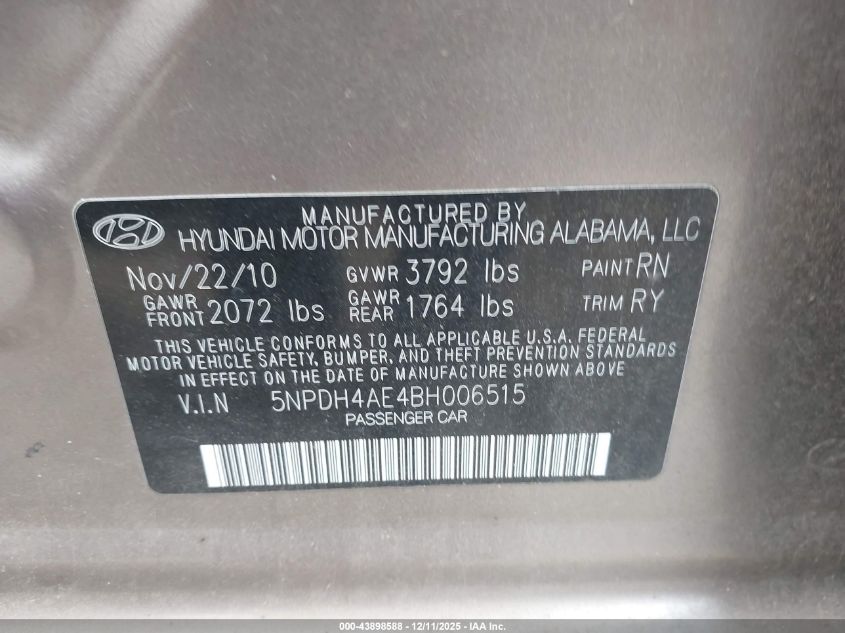 MANUFACTURED BY
HYUNDAI MOTOR MANUFACTURING ALABAMA, LLC
Nov/22/10 GVWR 3792 lbs PAINT RN
GAWR FRONT 2072 lbs GAWR REAR 1764 lbs TRIM RY
THIS VEHICLE CONFORMS TO ALL APPLICABLE U.S.A. FEDERAL
MOTOR VEHICLE SAFETY, BUMPER, AND THEFT PREVENTION STANDARDS
IN EFFECT ON THE DATE OF MANUFACTURE SHOWN ABOVE
V.I.N 5NPDH4AE4BH006515
PASSENGER CAR
000-43898588 - 12/11/2025 - IAA Inc.